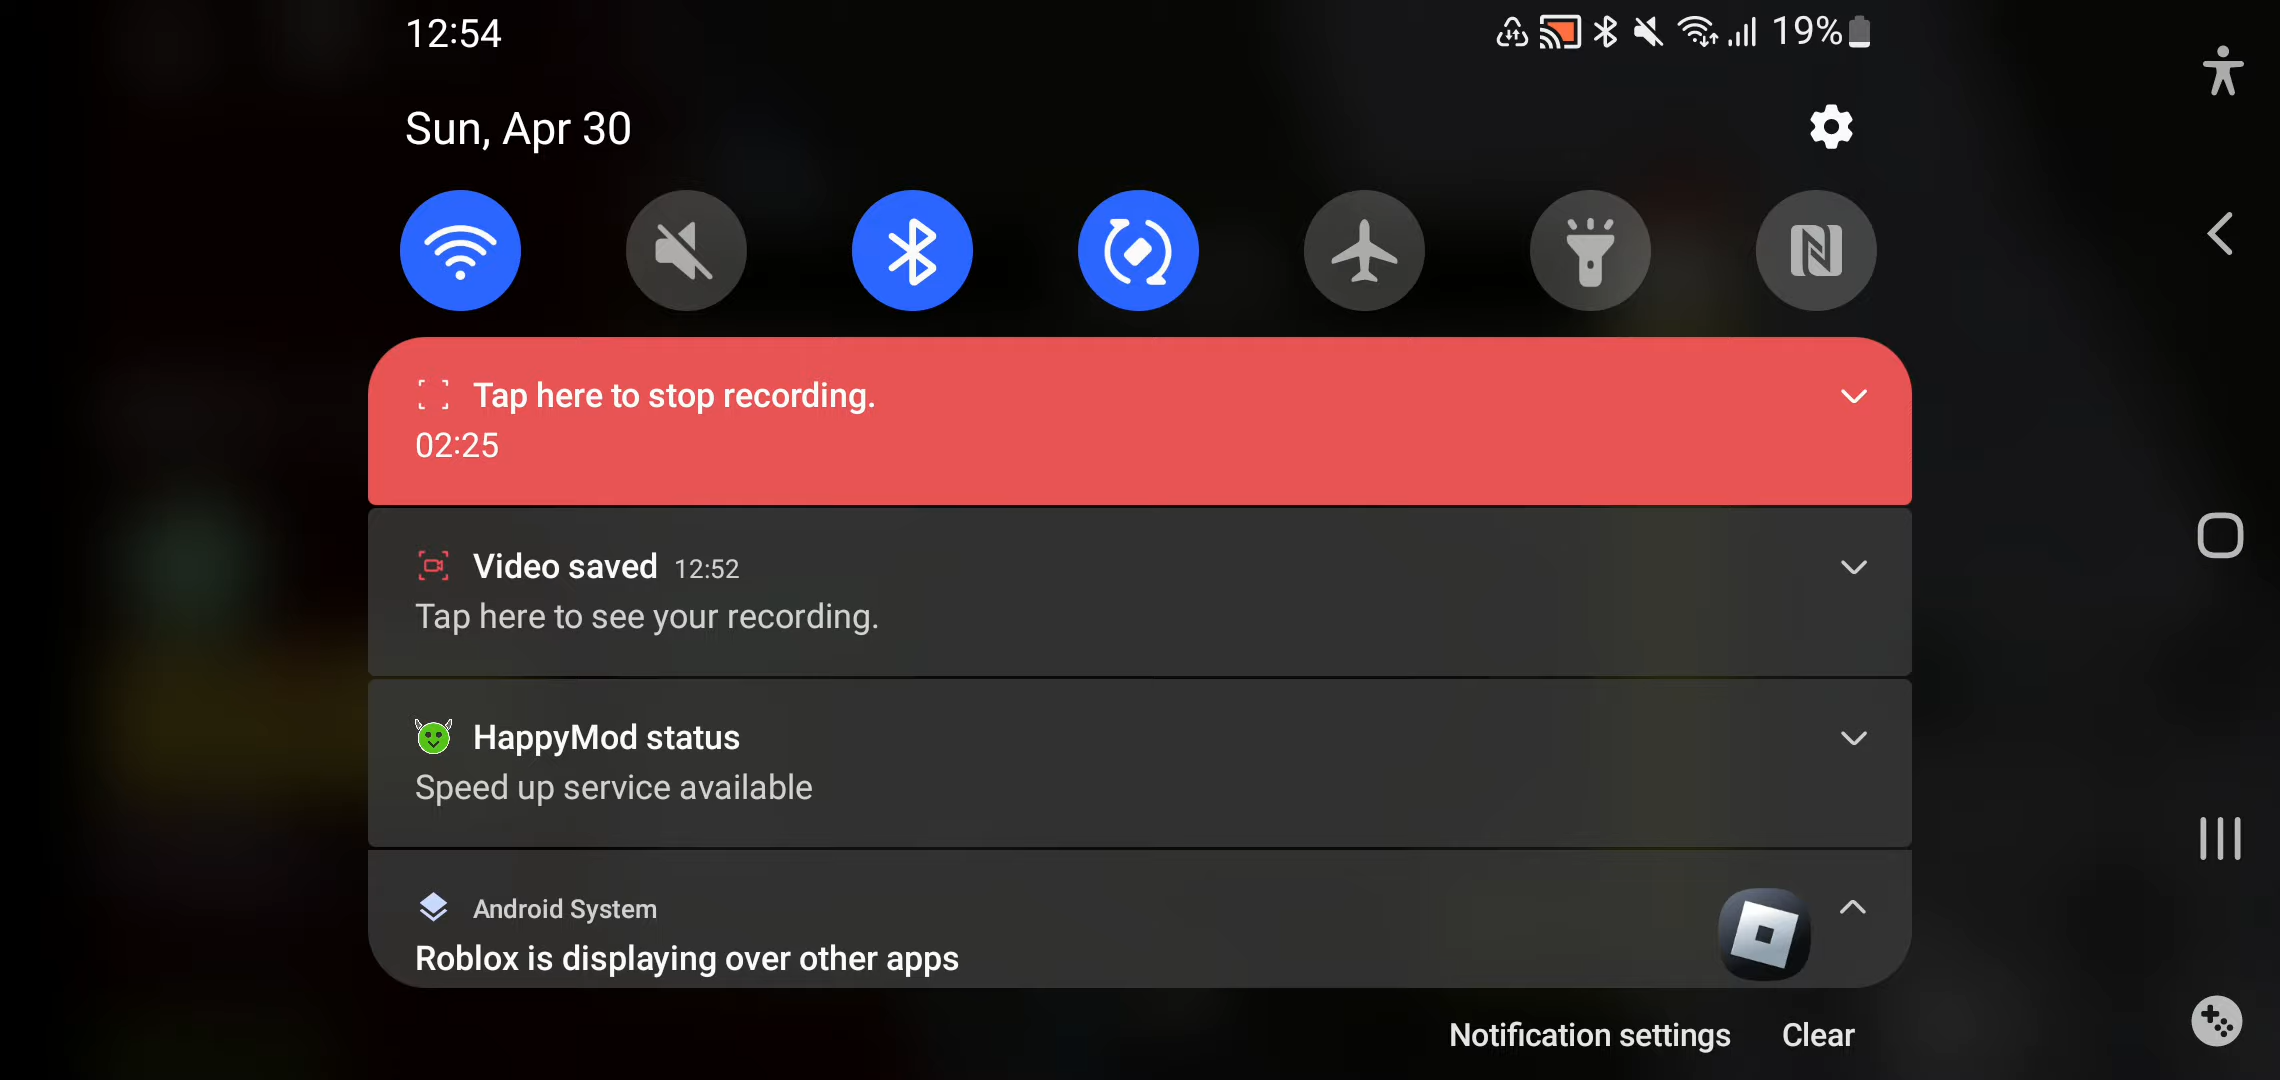 12:54
19%
Sun, Apr 30
Tap here to stop recording.
02:25
Video saved 12:52
Tap here to see your recording.
HappyMod status
Speed up service available
Android System
Roblox is displaying over other apps
Notification settings Clear